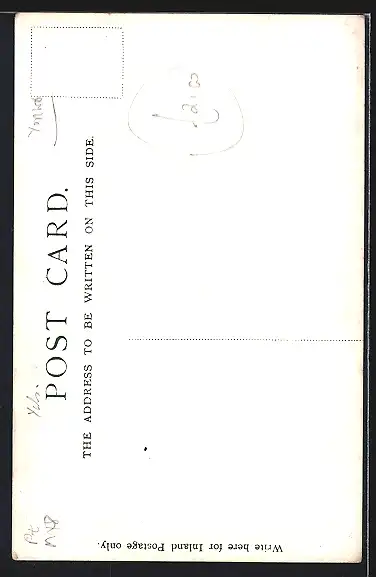 POST CARD.
THE ADDRESS TO BE WRITTEN ON THIS SIDE.
Write here for Inland Postage only.